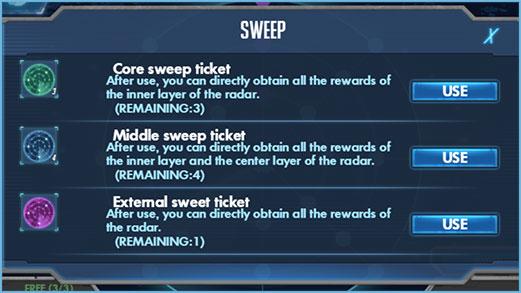 SWEEP
X
Core sweep ticket
After use, you can directly obtain all the rewards of
the inner layer of the radar.
(REMAINING:3)
3
USE
Middle sweep ticket
After use, you can directly obtain all the rewards of
the inner layer and the center layer of the radar.
(REMAINING:4)
4
USE
External sweet ticket
After use, you can directly obtain all the rewards of
the radar.
(REMAINING:1)
USE
FREE (3/3)